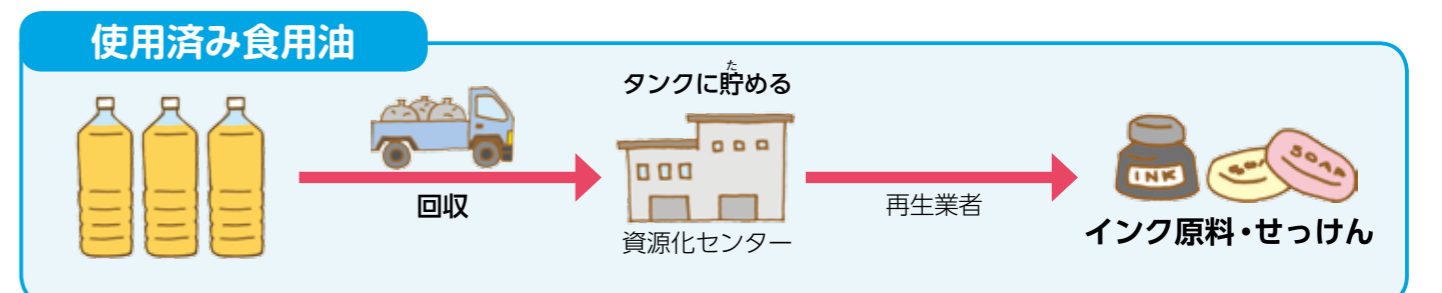 使用済み食用油
回収
た
タンクに貯める
資源化センター
再生業者
INK
SOAP
SOAP
インク原料・せっけん